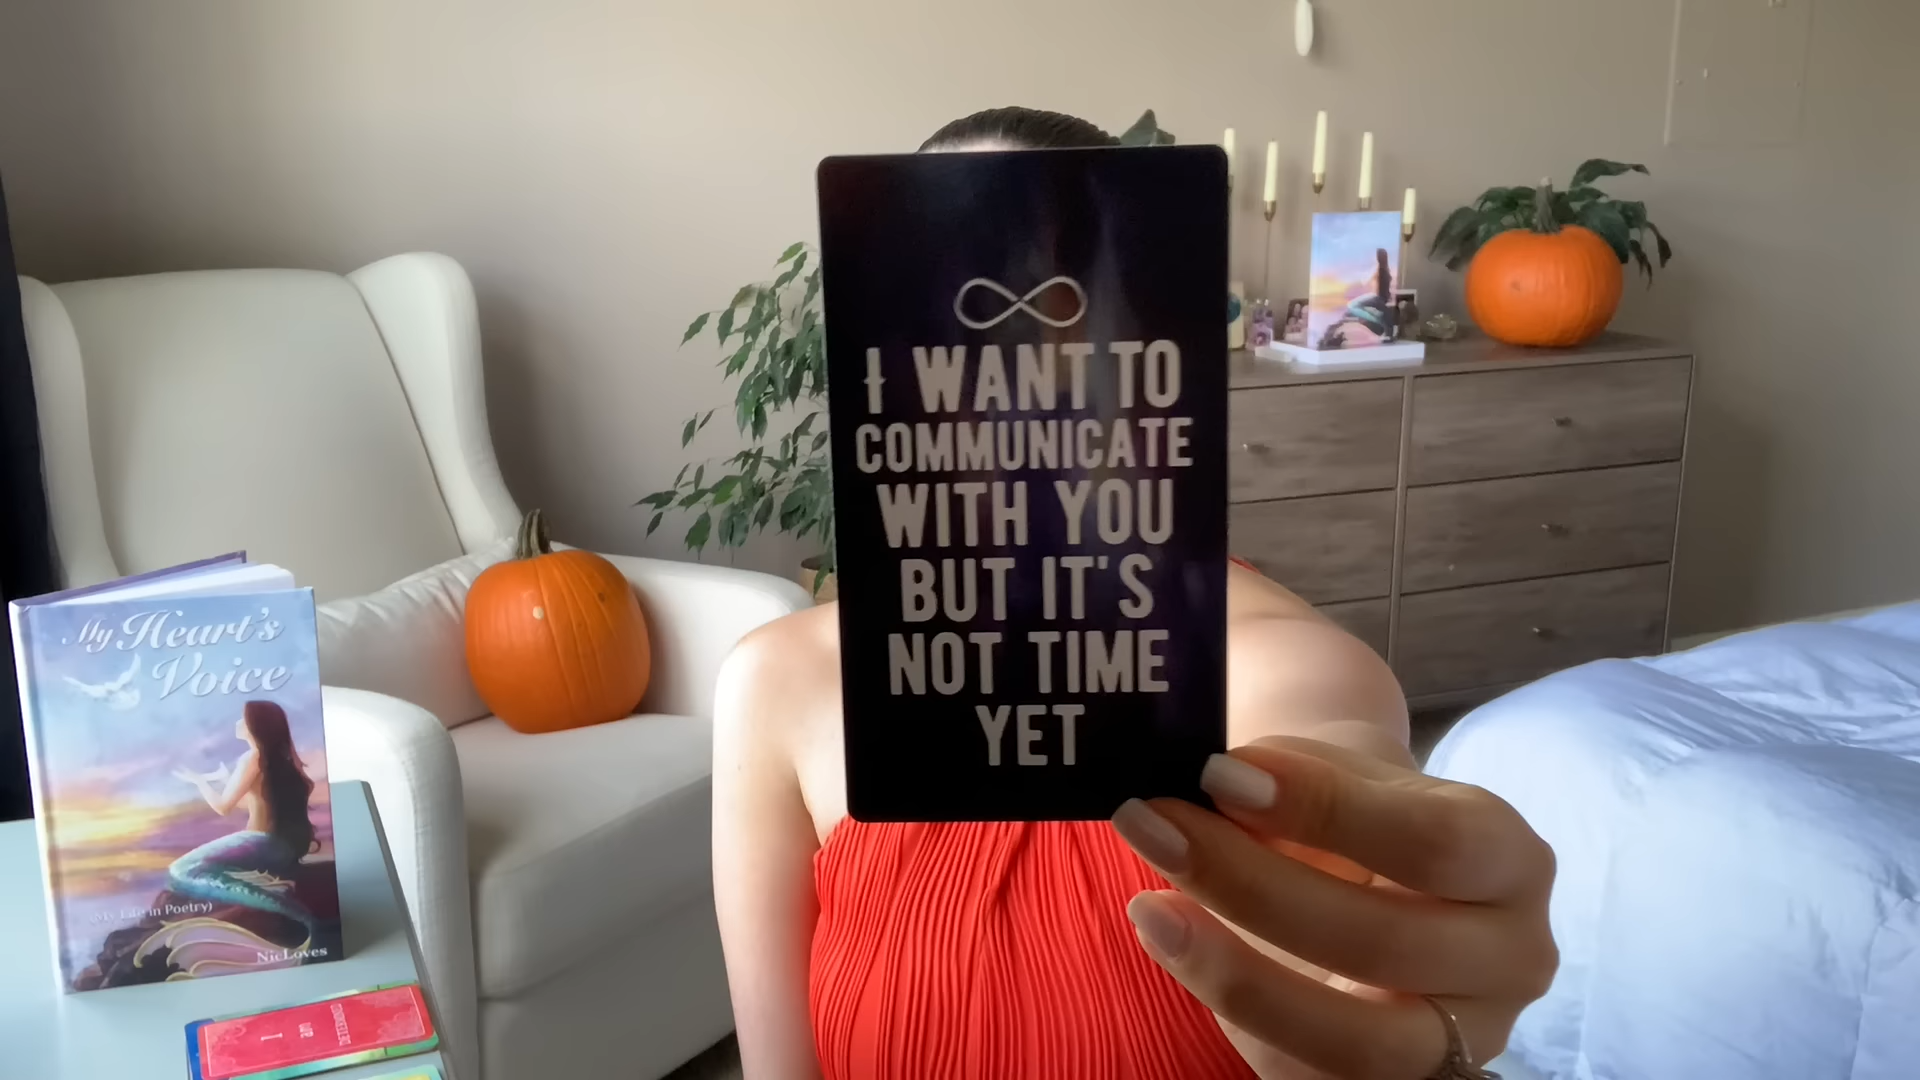 I WANT TO
COMMUNICATE
WITH YOU
BUT IT'S
NOT TIME
YET
My Heart's
Voice
(My Life in Poetry)
NicLoves